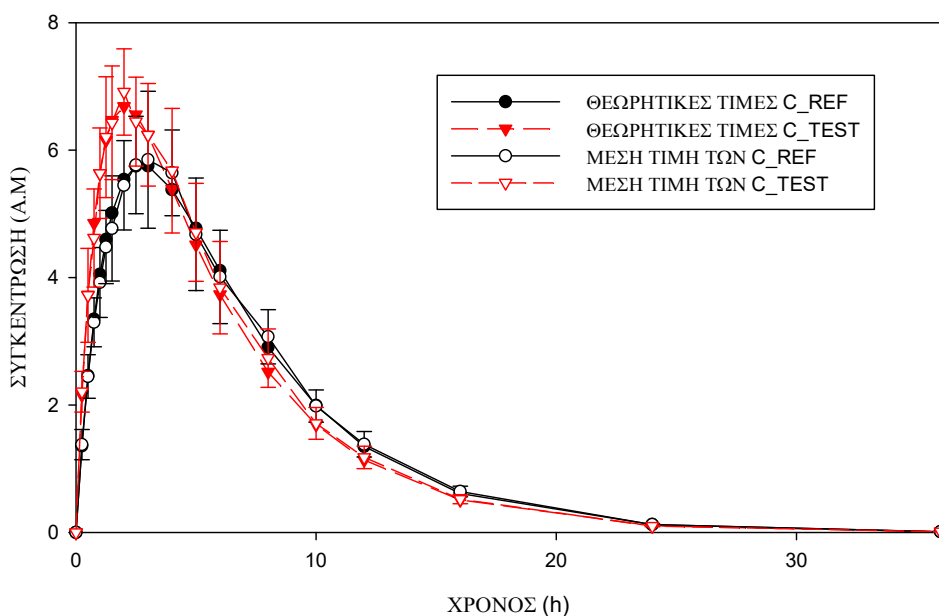 8
6
4
2
0
ΣΥΓΚΕΝΤΡΩΣΗ (Α.Μ)
ΘΕΩΡΗΤΙΚΕΣ ΤΙΜΕΣ C_REF
ΘΕΩΡΗΤΙΚΕΣ ΤΙΜΕΣ C_TEST
ΜΕΣΗ ΤΙΜΗ ΤΩΝ C_REF
ΜΕΣΗ ΤΙΜΗ ΤΩΝ C_TEST
0 10 20 30
ΧΡΟΝΟΣ (h)